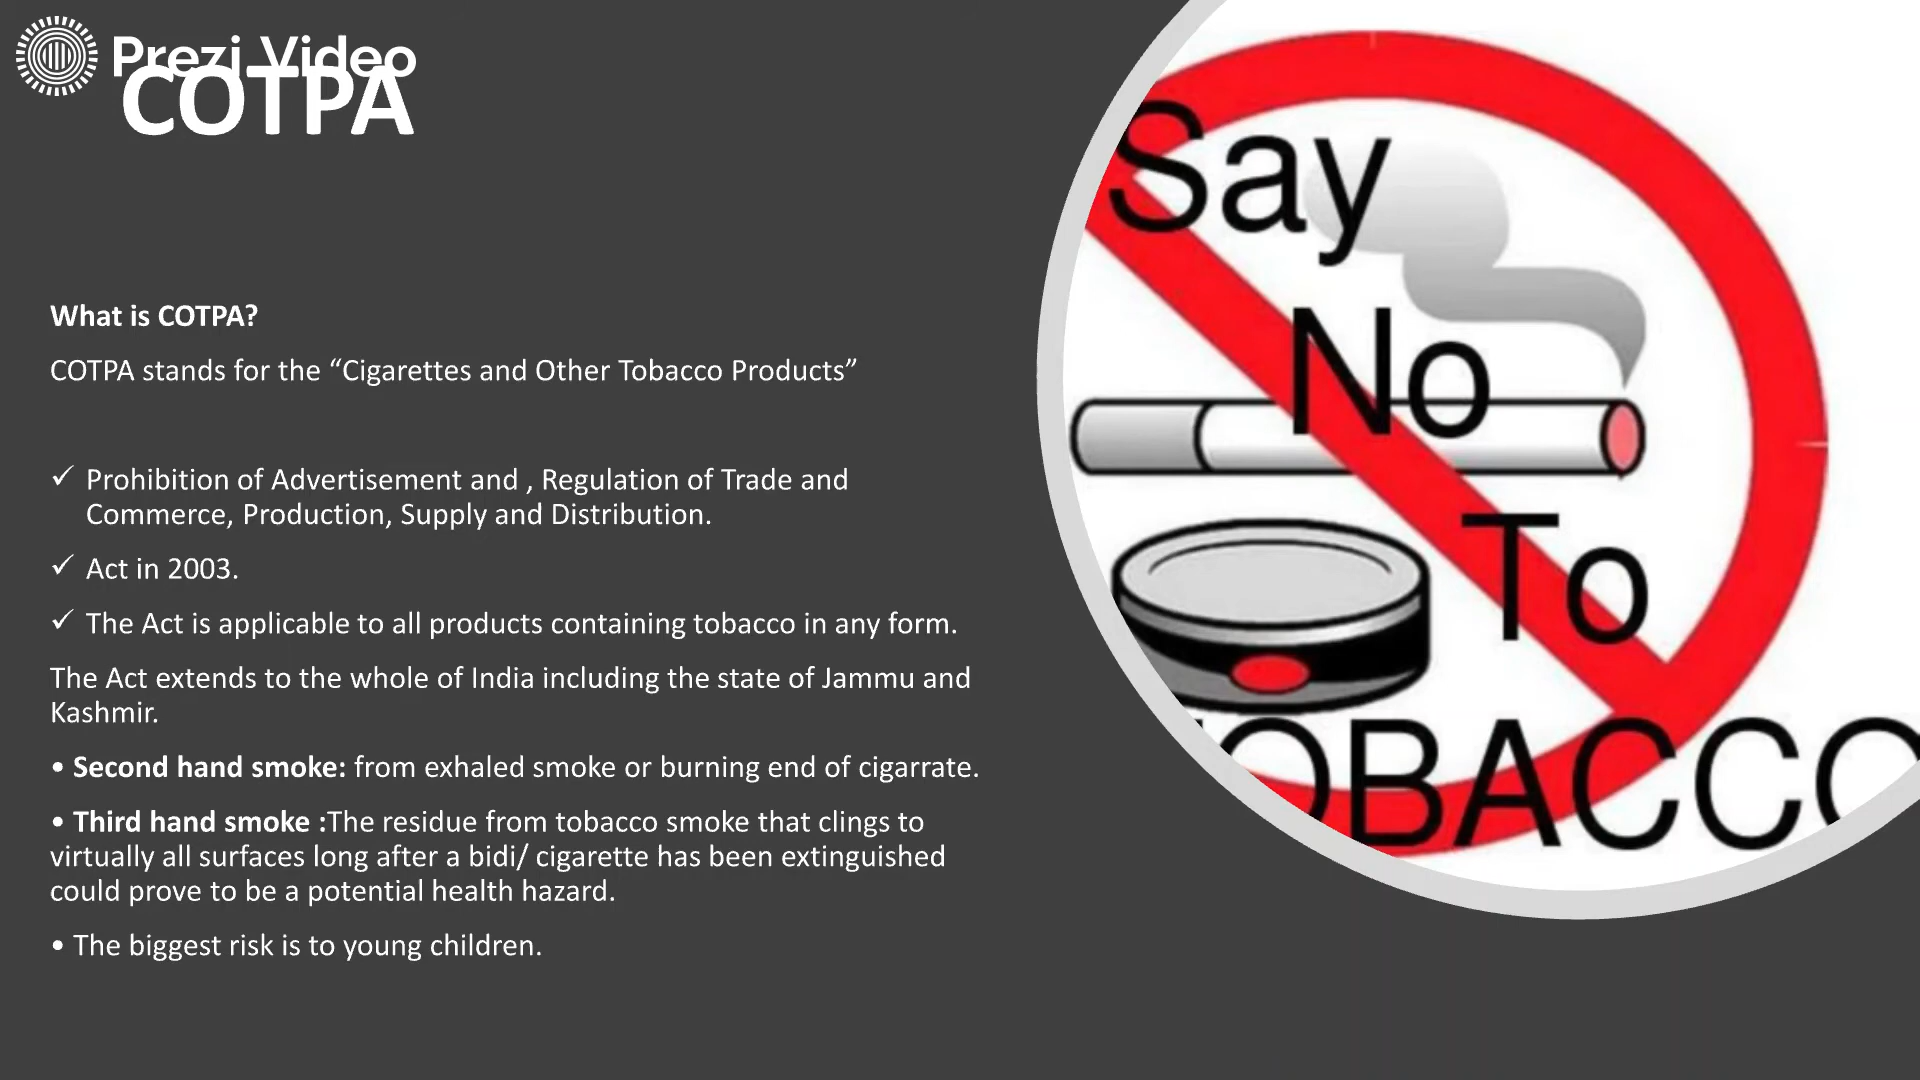 Prezi Video
COTPA
What is COTPA?
COTPA stands for the “Cigarettes and Other Tobacco Products”
✓ Prohibition of Advertisement and , Regulation of Trade and
Commerce, Production, Supply and Distribution.
✓ Act in 2003.
✓ The Act is applicable to all products containing tobacco in any form.
The Act extends to the whole of India including the state of Jammu and
Kashmir.
• Second hand smoke: from exhaled smoke or burning end of cigarrate.
• Third hand smoke :The residue from tobacco smoke that clings to
virtually all surfaces long after a bidi/ cigarette has been extinguished
could prove to be a potential health hazard.
• The biggest risk is to young children.
Say
No
To
TOBACCO